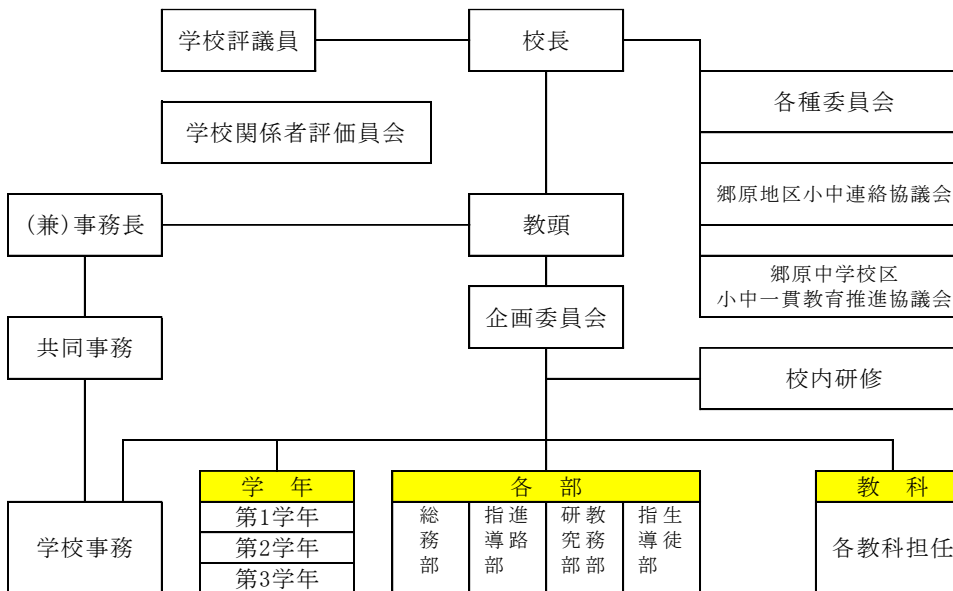 学校評議員
校長
各種委員会
学校関係者評価員会
郷原地区小中連絡協議会
(兼)事務長
教頭
郷原中学校区
小中一貫教育推進協議会
企画委員会
共同事務
校内研修
学年
各部
教科
第1学年
第2学年
第3学年
総務部
進路指導部
教務研究部部
生徒指導部
学校事務
各教科担任